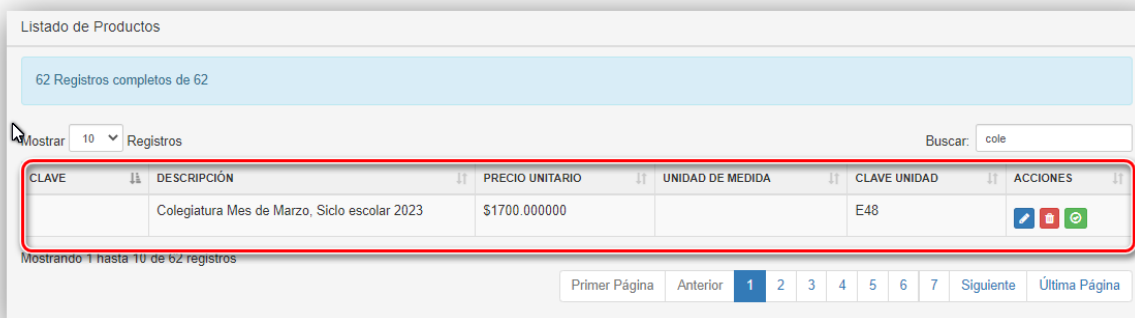 Listado de Productos
62 Registros completos de 62
Mostrar 10 Registros Buscar: cole
CLAVE DESCRIPCIÓN PRECIO UNITARIO UNIDAD DE MEDIDA CLAVE UNIDAD ACCIONES
Colegiatura Mes de Marzo, Siclo escolar 2023 $1700.000000 E48
Mostrando 1 hasta 10 de 62 registros
Primer Página Anterior 1 2 3 4 5 6 7 Siguiente Última Página